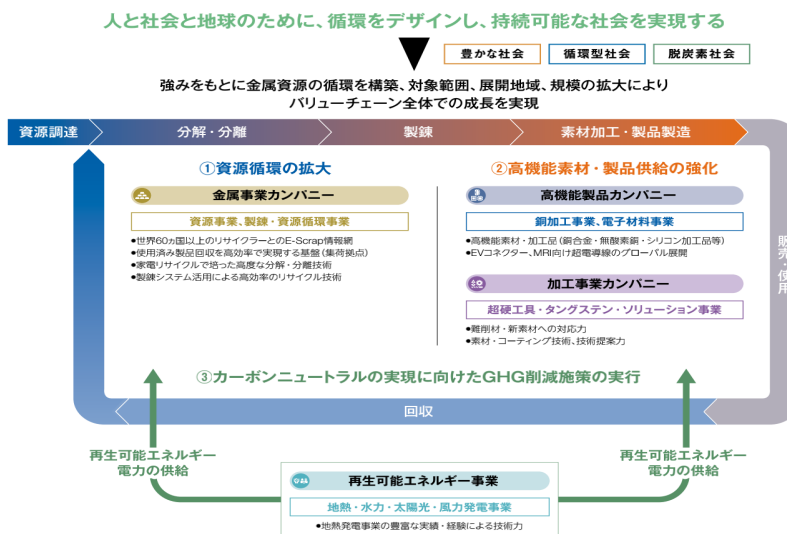 人と社会と地球のために、循環をデザインし、持続可能な社会を実現する
豊かな社会
循環型社会
脱炭素社会
強みをもとに金属資源の循環を構築、対象範囲、展開地域、規模の拡大により
バリューチェーン全体での成長を実現
資源調達
分解・分離
製錬
素材加工・製品製造
①資源循環の拡大
金属事業カンパニー
資源事業、製錬・資源循環事業
●世界60ヵ国以上のリサイクラーとのE-Scrap情報網
●使用済み製品回収を高効率で実現する基盤(集荷拠点)
●家電リサイクルで培った高度な分解・分離技術
●製錬システム活用による高効率のリサイクル技術
②高機能素材・製品供給の強化
高機能製品カンパニー
銅加工事業、電子材料事業
●高機能素材・加工品(銅合金・無酸素銅・シリコン加工品等)
●EVコネクター、MRI向け超電導線のグローバル展開
加工事業カンパニー
超硬工具・タングステン・ソリューション事業
●難削材・新素材への対応力
●素材・コーティング技術、技術提案力
販売・使用
③カーボンニュートラルの実現に向けたGHG削減施策の実行
回収
再生可能エネルギー
電力の供給
再生可能エネルギー
電力の供給
再生可能エネルギー事業
地熱・水力・太陽光・風力発電事業
●地熱発電事業の豊富な実績・経験による技術力